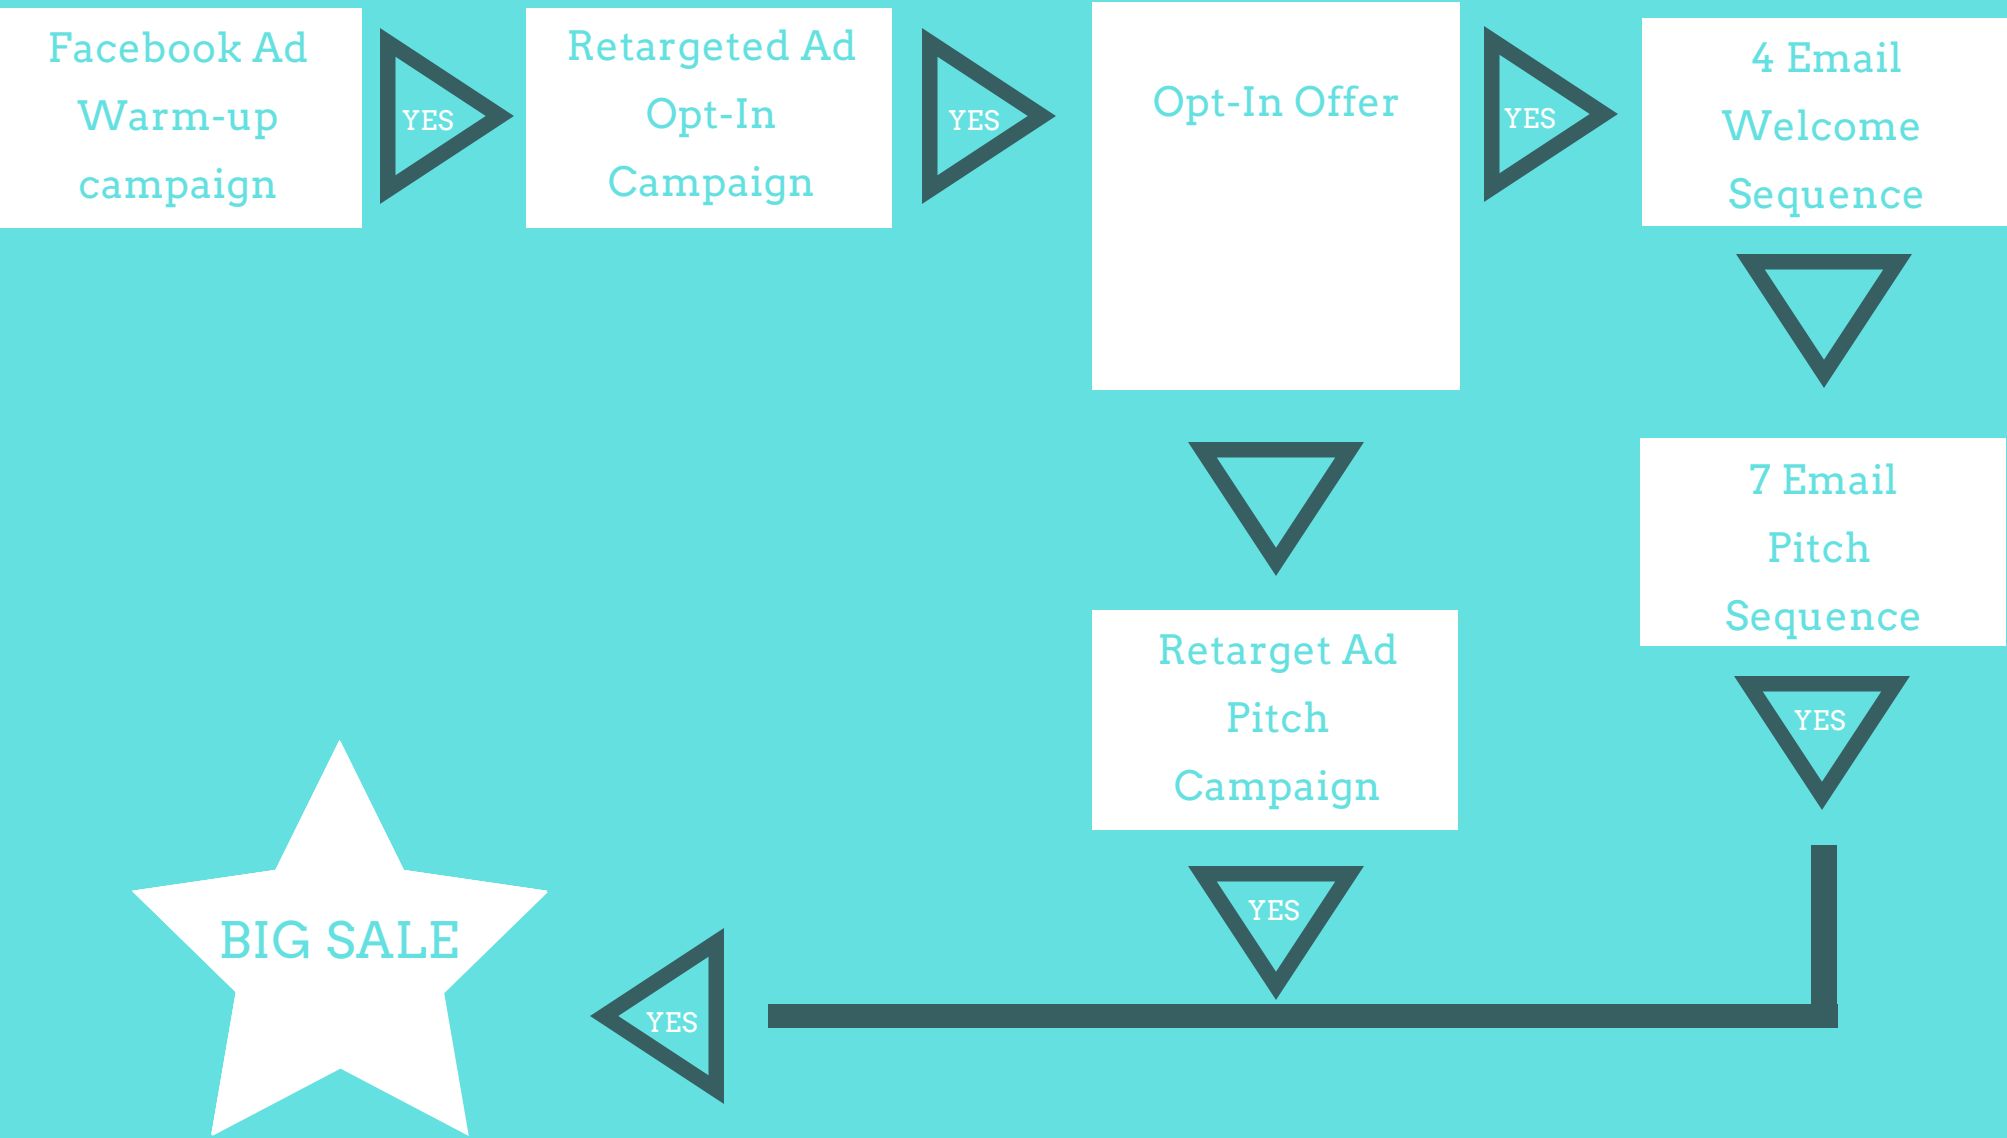 Facebook Ad
Warm-up
campaign
YES
Retargeted Ad
Opt-In
Campaign
YES
Opt-In Offer
YES
4 Email
Welcome
Sequence
7 Email
Pitch
Sequence
YES
Retarget Ad
Pitch
Campaign
YES
YES
BIG SALE